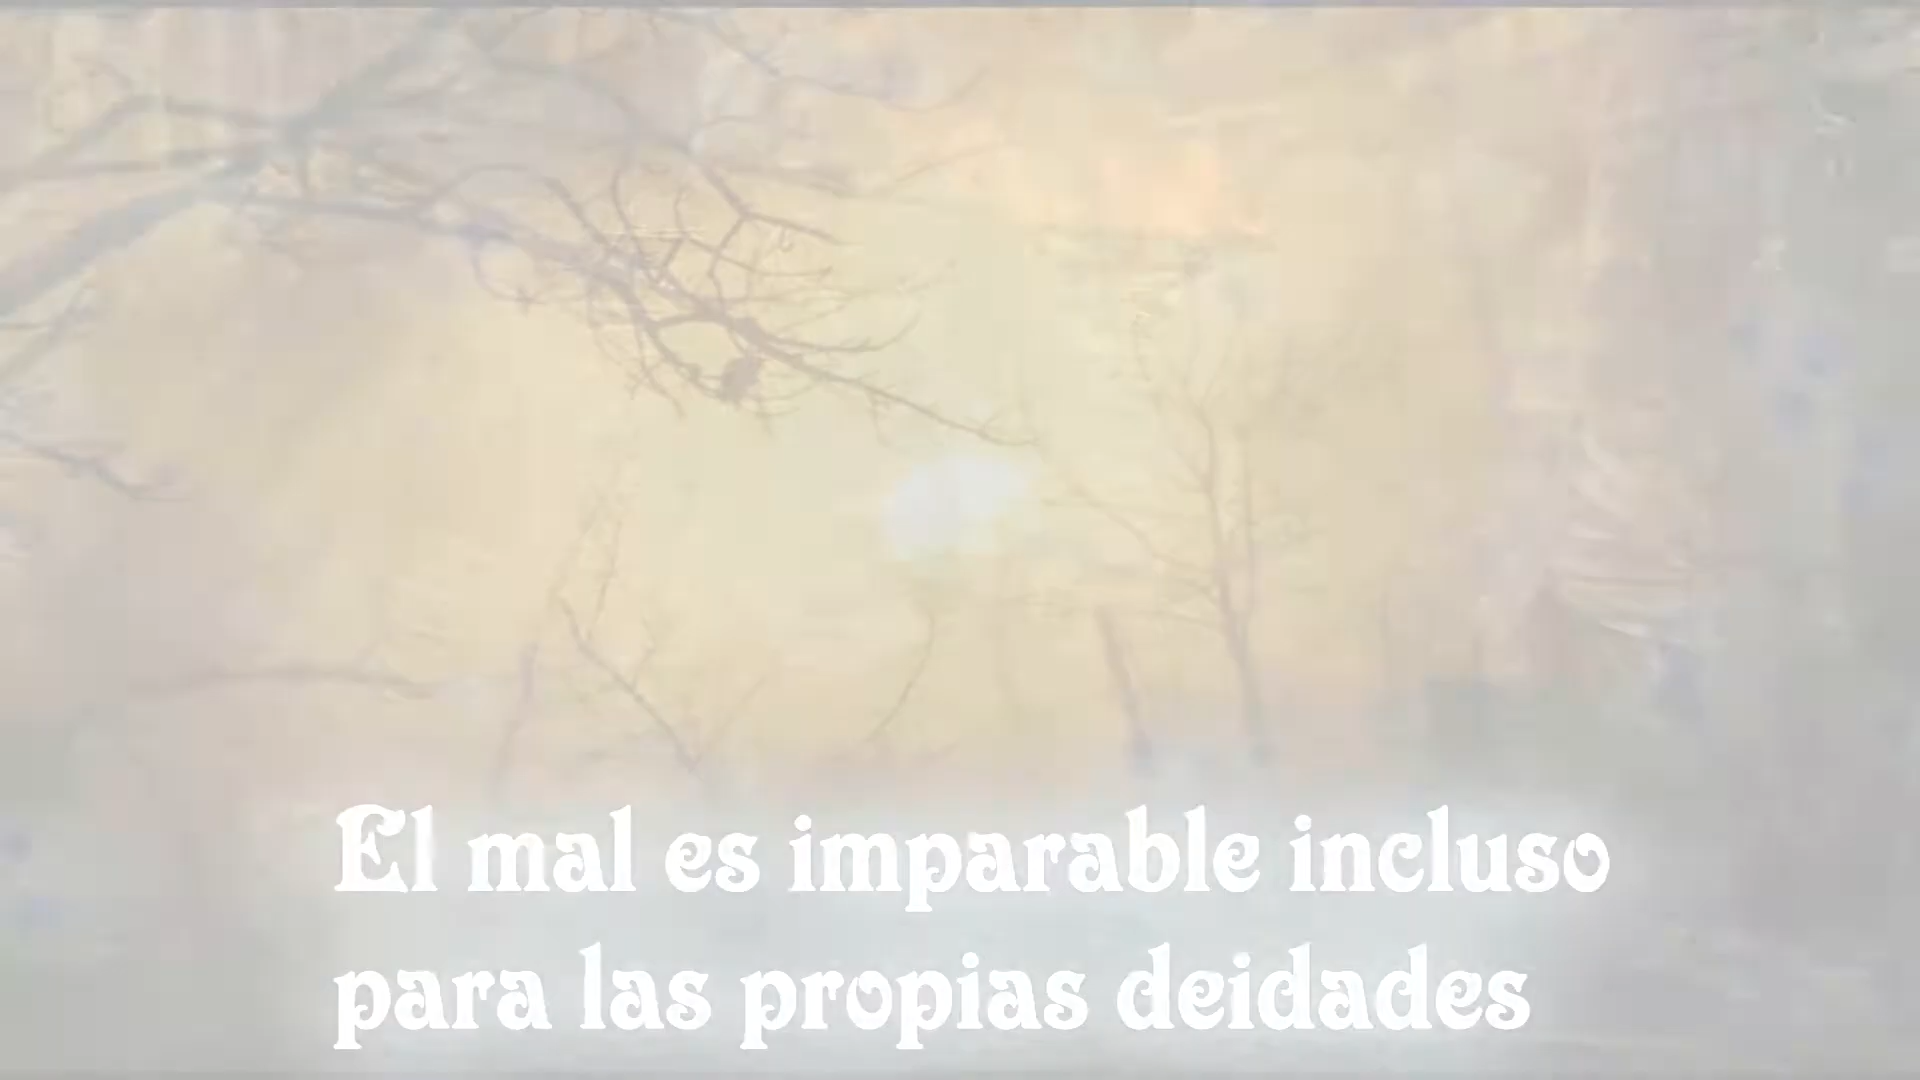 El mal es imparable incluso
para las propias deidades